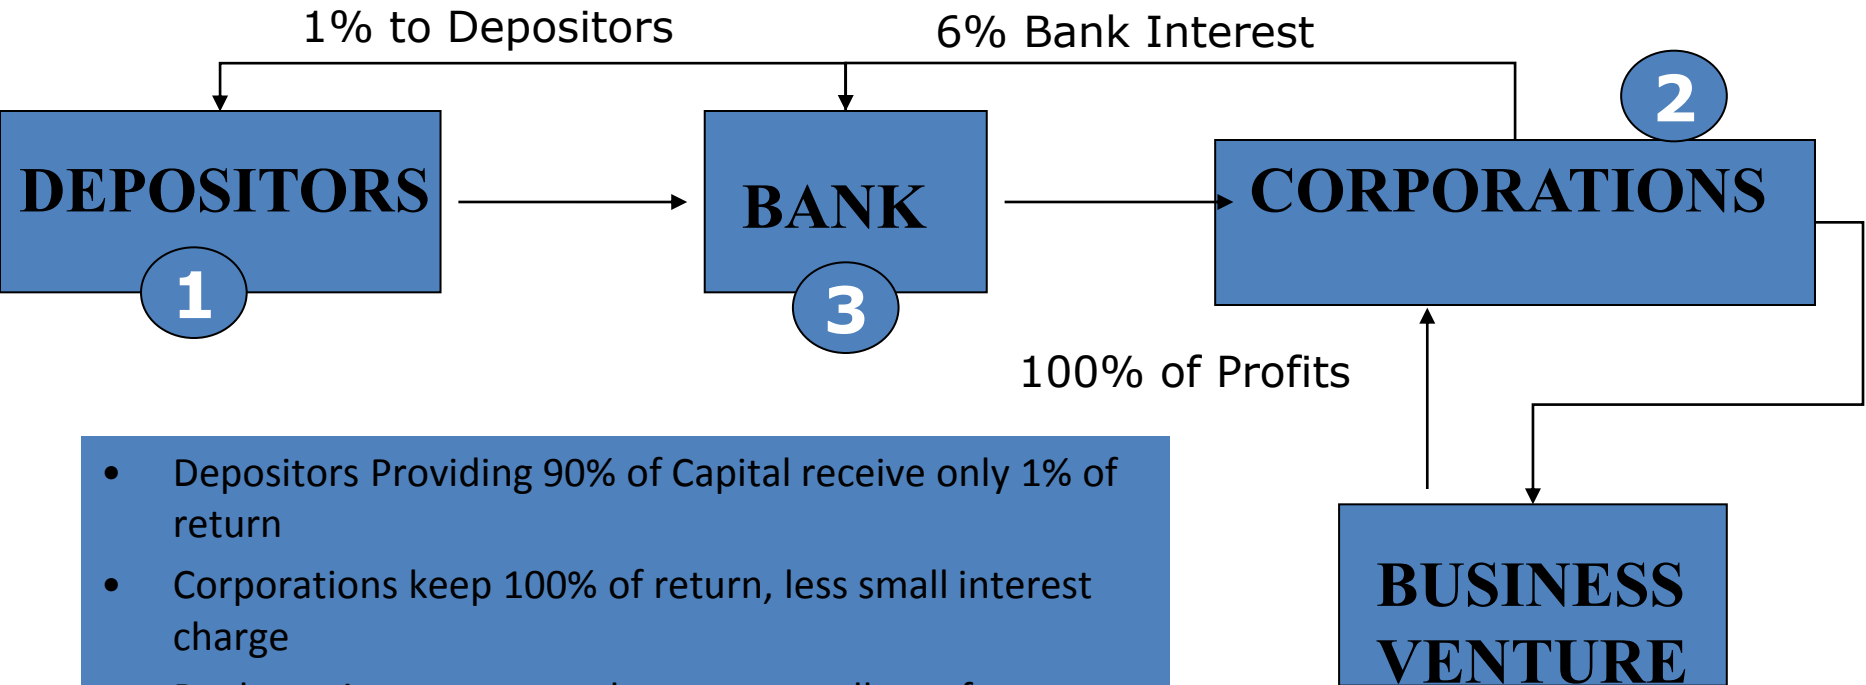 1% to Depositors
6% Bank Interest
2
DEPOSITORS
BANK
CORPORATIONS
1
3
100% of Profits
• Depositors Providing 90% of Capital receive only 1% of
return
• Corporations keep 100% of return, less small interest
charge
BUSINESS
VENTURE